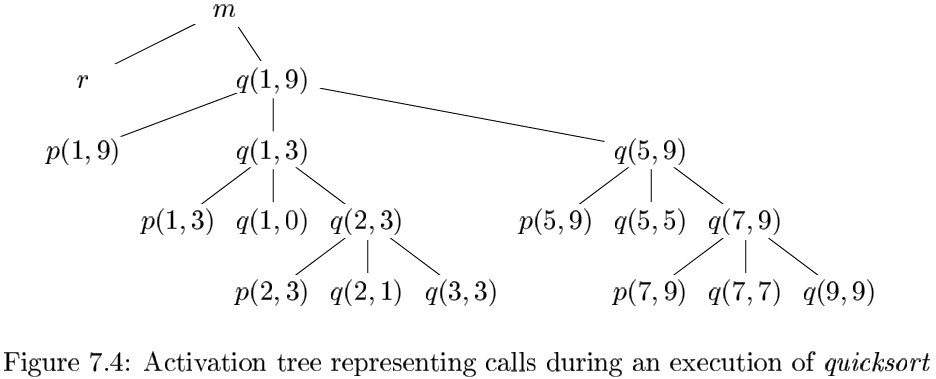 m
r q(1, 9)
p(1, 9) q(1, 3) q(5, 9)
p(1, 3) q(1, 0) q(2, 3) p(5, 9) q(5, 5) q(7, 9)
p(2, 3) q(2, 1) q(3, 3) p(7, 9) q(7, 7) q(9, 9)
Figure 7.4: Activation tree representing calls during an execution of quicksort